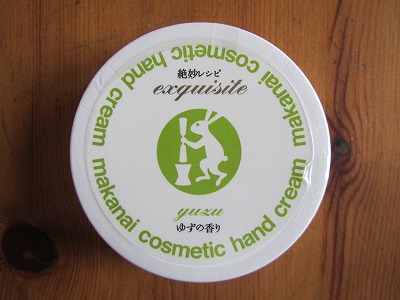 makanai cosmetic hand cream
makanai cosmetic hand cream
絶妙レシピ
exquisite
yuzu
ゆずの香り